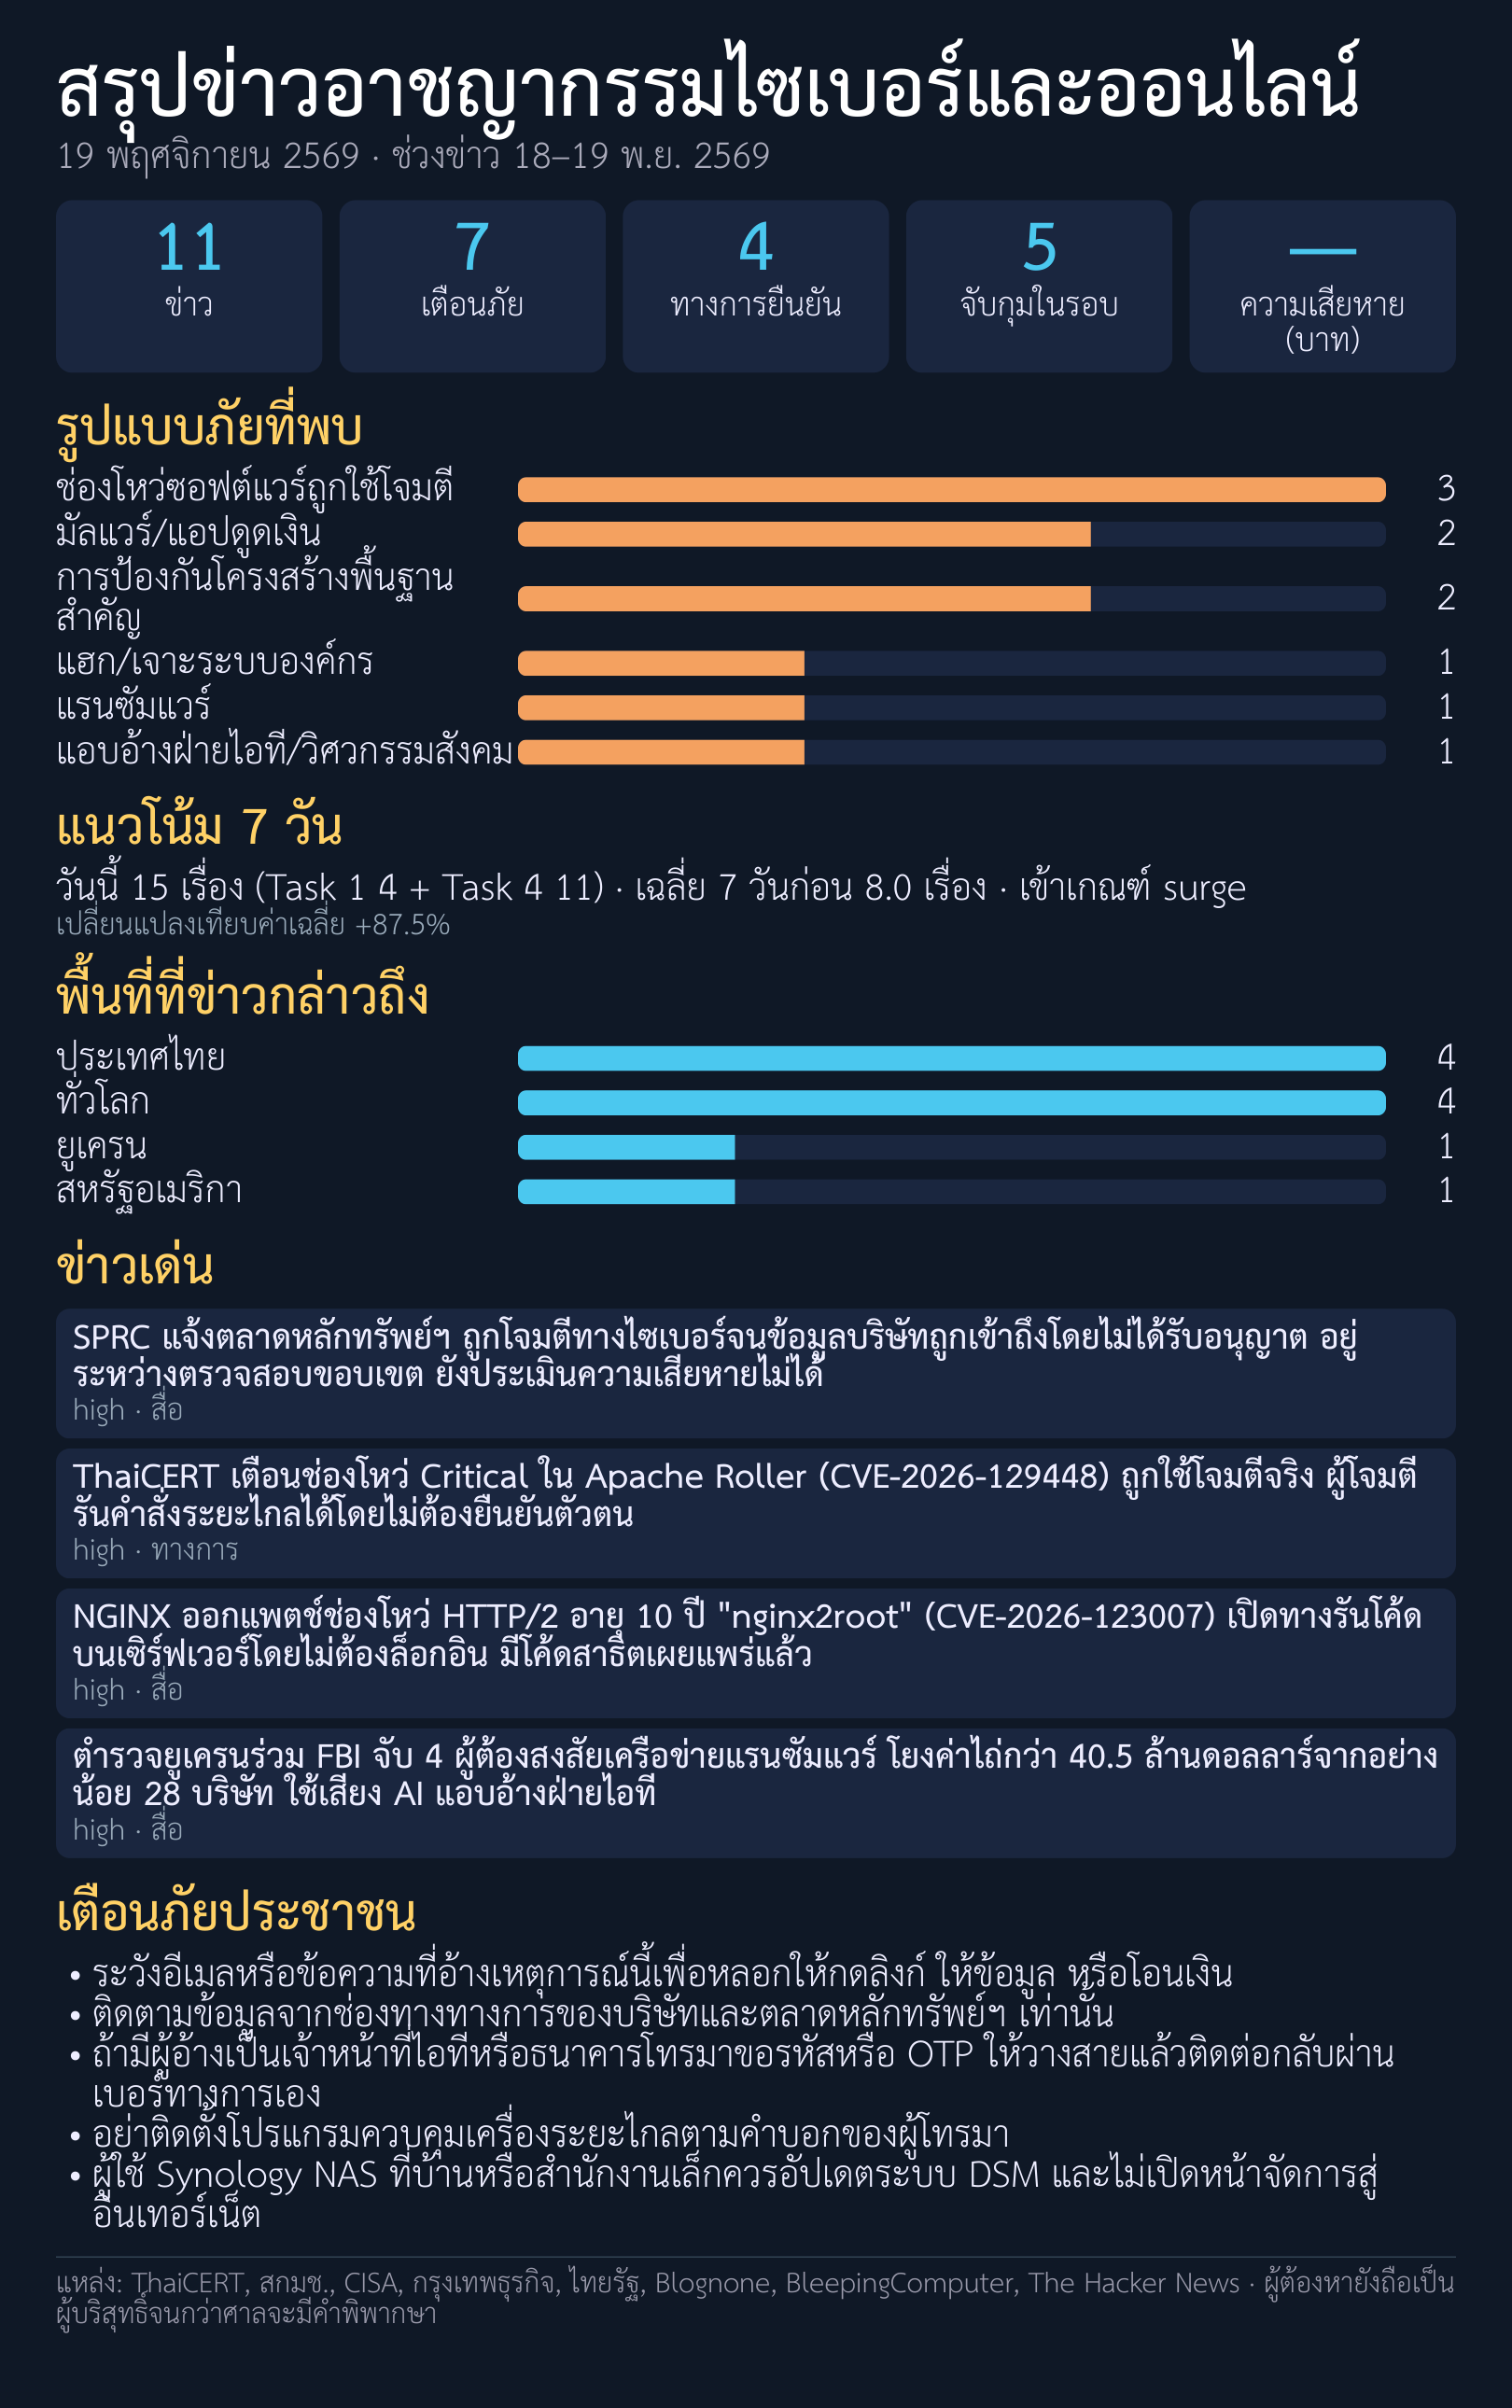 สรุปข่าวอาชญากรรมไซเบอร์และออนไลน์
19 พฤศจิกายน 2569 · ช่วงข่าว 18–19 พ.ย. 2569
11
ข่าว
7
เตือนภัย
4
ทางการยืนยัน
5
จับกุมในรอบ
—
ความเสียหาย
(บาท)
รูปแบบภัยที่พบ
ช่องโหว่ซอฟต์แวร์ถูกใช้โจมตี 3
มัลแวร์/แอปดูดเงิน 2
การป้องกันโครงสร้างพื้นฐาน
สำคัญ 2
แฮก/เจาะระบบองค์กร 1
แรนซัมแวร์ 1
แอบอ้างฝ่ายไอที/วิศวกรรมสังคม 1
แนวโน้ม 7 วัน
วันนี้ 15 เรื่อง (Task 1 4 + Task 4 11) · เฉลี่ย 7 วันก่อน 8.0 เรื่อง · เข้าเกณฑ์ surge
เปลี่ยนแปลงเทียบค่าเฉลี่ย +87.5%
พื้นที่ที่ข่าวกล่าวถึง
ประเทศไทย 4
ทั่วโลก 4
ยูเครน 1
สหรัฐอเมริกา 1
ข่าวเด่น
SPRC แจ้งตลาดหลักทรัพย์ฯ ถูกโจมตีทางไซเบอร์จนข้อมูลบริษัทถูกเข้าถึงโดยไม่ได้รับอนุญาต อยู่
ระหว่างตรวจสอบขอบเขต ยังประเมินความเสียหายไม่ได้
high · สื่อ
ThaiCERT เตือนช่องโหว่ Critical ใน Apache Roller (CVE-2026-129448) ถูกใช้โจมตีจริง ผู้โจมตี
รันคำสั่งระยะไกลได้โดยไม่ต้องยืนยันตัวตน
high · ทางการ
NGINX ออกแพตช์ช่องโหว่ HTTP/2 อายุ 10 ปี "nginx2root" (CVE-2026-123007) เปิดทางรันโค้ด
บนเซิร์ฟเวอร์โดยไม่ต้องล็อกอิน มีโค้ดสาธิตเผยแพร่แล้ว
high · สื่อ
ตำรวจยูเครนร่วม FBI จับ 4 ผู้ต้องสงสัยเครือข่ายแรนซัมแวร์ โยงค่าไถ่กว่า 40.5 ล้านดอลลาร์จากอย่าง
น้อย 28 บริษัท ใช้เสียง AI แอบอ้างฝ่ายไอที
high · สื่อ
เตือนภัยประชาชน
• ระวังอีเมลหรือข้อความที่อ้างเหตุการณ์นี้เพื่อหลอกให้กดลิงก์ ให้ข้อมูล หรือโอนเงิน
• ติดตามข้อมูลจากช่องทางทางการของบริษัทและตลาดหลักทรัพย์ฯ เท่านั้น
• ถ้ามีผู้อ้างเป็นเจ้าหน้าที่ไอทีหรือธนาคารโทรมาขอรหัสหรือ OTP ให้วางสายแล้วติดต่อกลับผ่าน
เบอร์ทางการเอง
• อย่าติดตั้งโปรแกรมควบคุมเครื่องระยะไกลตามคำบอกของผู้โทรมา
• ผู้ใช้ Synology NAS ที่บ้านหรือสำนักงานเล็กควรอัปเดตระบบ DSM และไม่เปิดหน้าจัดการสู่
อินเทอร์เน็ต
แหล่ง: ThaiCERT, สกมช., CISA, กรุงเทพธุรกิจ, ไทยรัฐ, Blognone, BleepingComputer, The Hacker News · ผู้ต้องหายังถือเป็น
ผู้บริสุทธิ์จนกว่าศาลจะมีคำพิพากษา